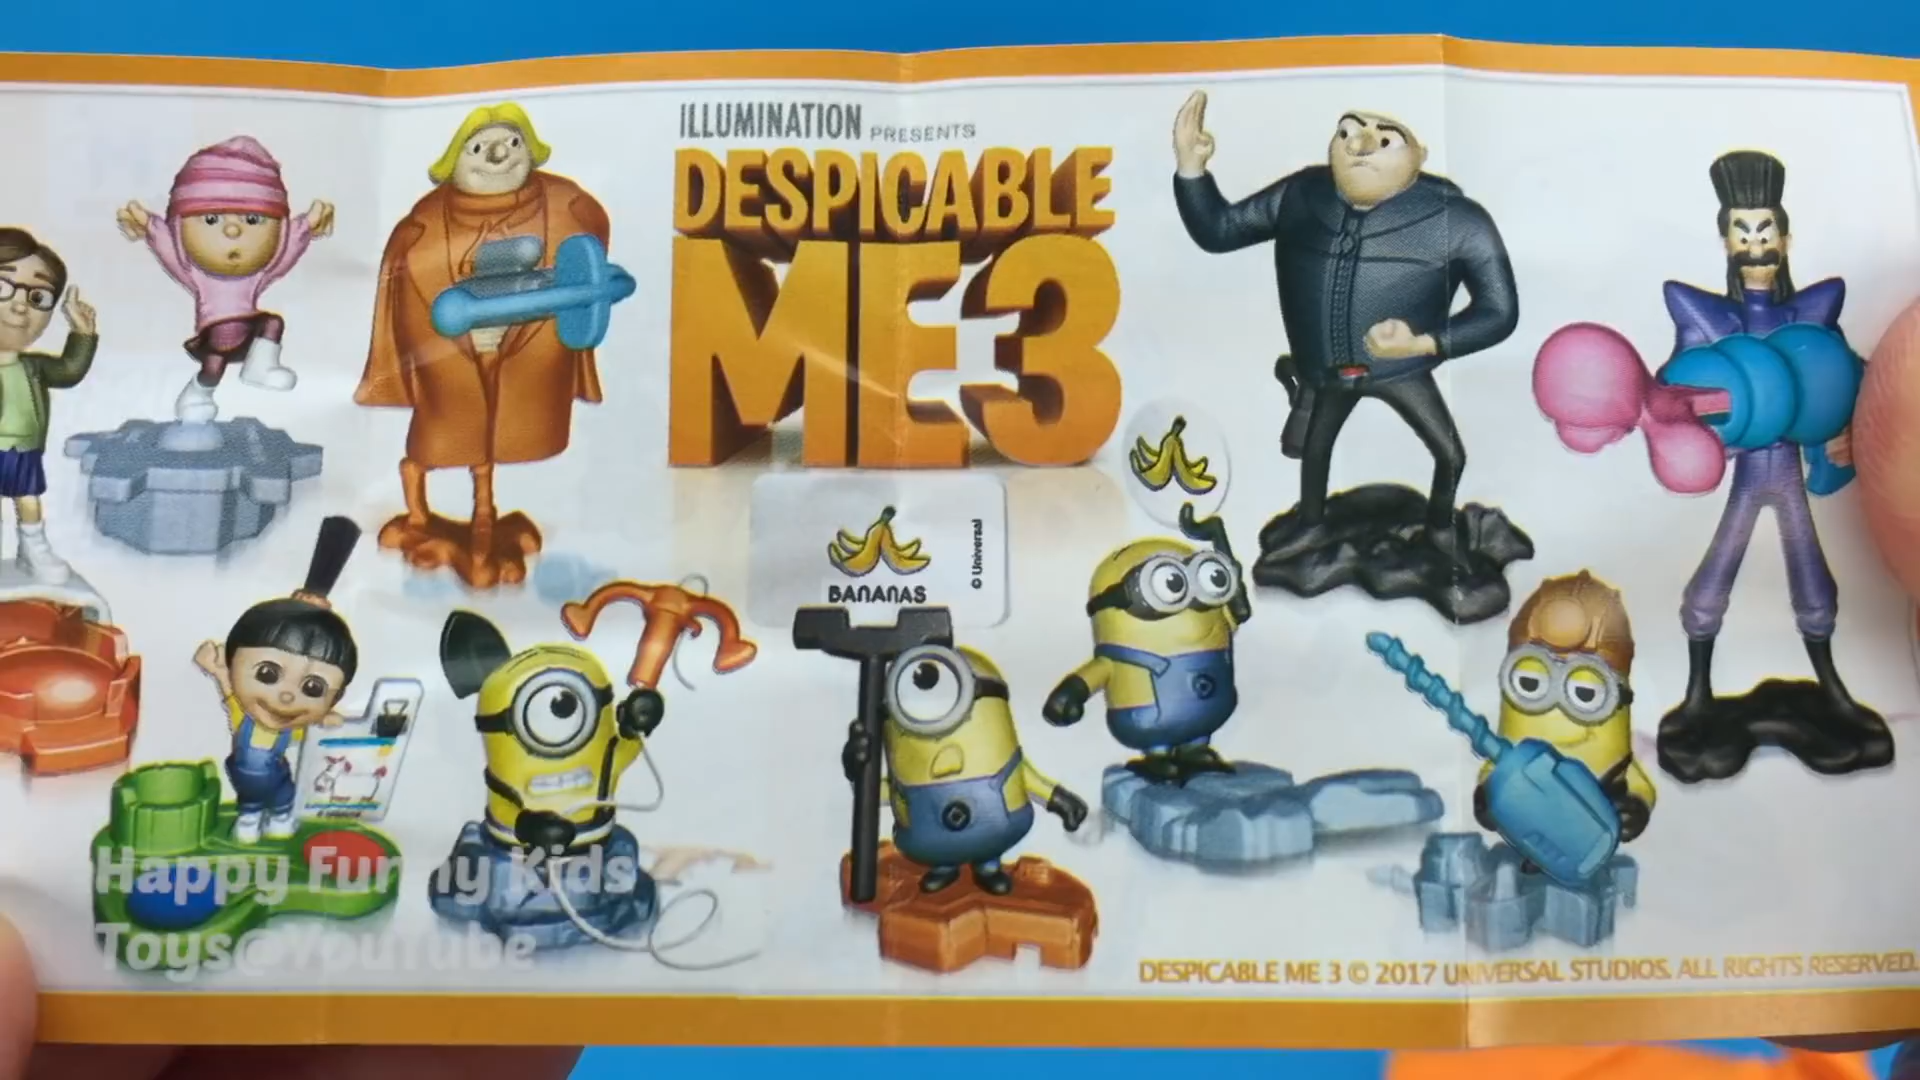 ILLUMINATION PRESENTS
DESPICABLE
ME3
BANANAS
© Universal
Happy Funny Kids
Toys@YouTube
DESPICABLE ME 3 © 2017 UNIVERSAL STUDIOS. ALL RIGHTS RESERVED.